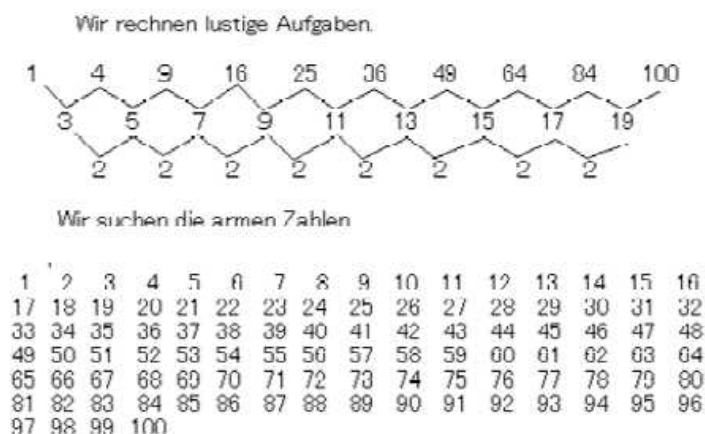 Wir rechnen lustige Aufgaben.
1 4 9 16 25 36 49 64 84 100
3 5 7 9 11 13 15 17 19
2 2 2 2 2 2 2 2
Wir suchen die armen Zahlen
1 2 3 4 5 6 7 8 9 10 11 12 13 14 15 16
17 18 19 20 21 22 23 24 25 26 27 28 29 30 31 32
33 34 35 36 37 38 39 40 41 42 43 44 45 46 47 48
49 50 51 52 53 54 55 56 57 58 59 60 61 62 63 64
65 66 67 68 69 70 71 72 73 74 75 76 77 78 79 80
81 82 83 84 85 86 87 88 89 90 91 92 93 94 95 96
97 98 99 100